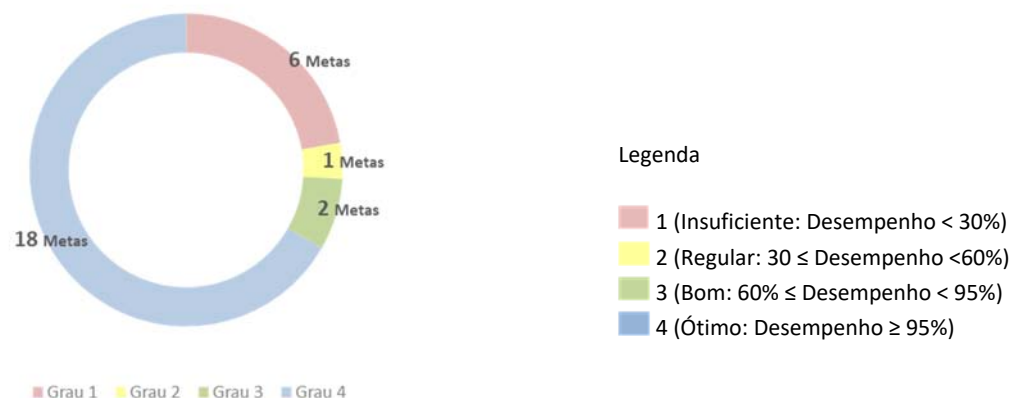 6 Metas
1 Metas
2 Metas
18 Metas
Grau 1 Grau 2 Grau 3 Grau 4
Legenda
1 (Insuficiente: Desempenho < 30%)
2 (Regular: 30 ≤ Desempenho <60%)
3 (Bom: 60% ≤ Desempenho < 95%)
4 (Ótimo: Desempenho ≥ 95%)